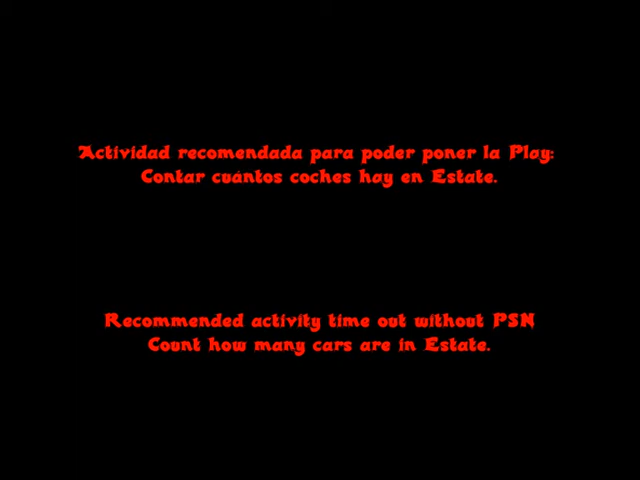 Actividad recomendada para poder poner la Play:
Contar cuántos coches hay en Estate.
Recommended activity time out without PSN
Count how many cars are in Estate.